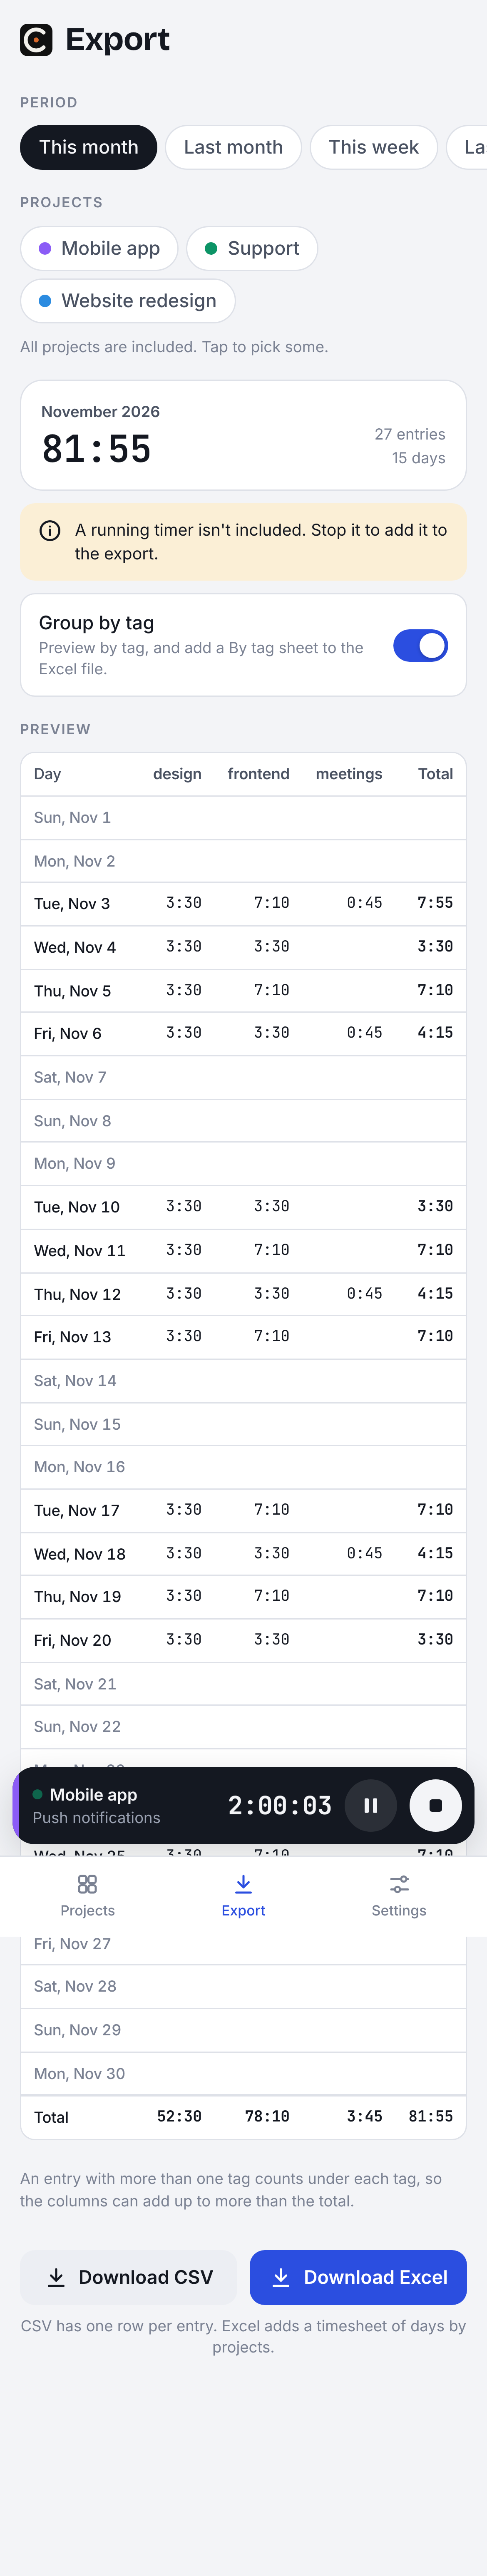 Export
PERIOD
This month Last month This week
PROJECTS
Mobile app Support
Website redesign
All projects are included. Tap to pick some.
November 2026
81:55
27 entries
15 days
A running timer isn't included. Stop it to add it to
the export.
Group by tag
Preview by tag, and add a By tag sheet to the
Excel file.
PREVIEW
Day design frontend meetings Total
Sun, Nov 1
Mon, Nov 2
Tue, Nov 3 3:30 7:10 0:45 7:55
Wed, Nov 4 3:30 3:30 3:30
Thu, Nov 5 3:30 7:10 7:10
Fri, Nov 6 3:30 3:30 0:45 4:15
Sat, Nov 7
Sun, Nov 8
Mon, Nov 9
Tue, Nov 10 3:30 3:30 3:30
Wed, Nov 11 3:30 7:10 7:10
Thu, Nov 12 3:30 3:30 0:45 4:15
Fri, Nov 13 3:30 7:10 7:10
Sat, Nov 14
Sun, Nov 15
Mon, Nov 16
Tue, Nov 17 3:30 7:10 7:10
Wed, Nov 18 3:30 3:30 0:45 4:15
Thu, Nov 19 3:30 7:10 7:10
Fri, Nov 20 3:30 3:30 3:30
Sat, Nov 21
Sun, Nov 22
Mobile app
Push notifications
2:00:03
Wed, Nov 25 3:30 7:10 7:10
Projects Export Settings
Fri, Nov 27
Sat, Nov 28
Sun, Nov 29
Mon, Nov 30
Total 52:30 78:10 3:45 81:55
An entry with more than one tag counts under each tag, so
the columns can add up to more than the total.
Download CSV Download Excel
CSV has one row per entry. Excel adds a timesheet of days by
projects.